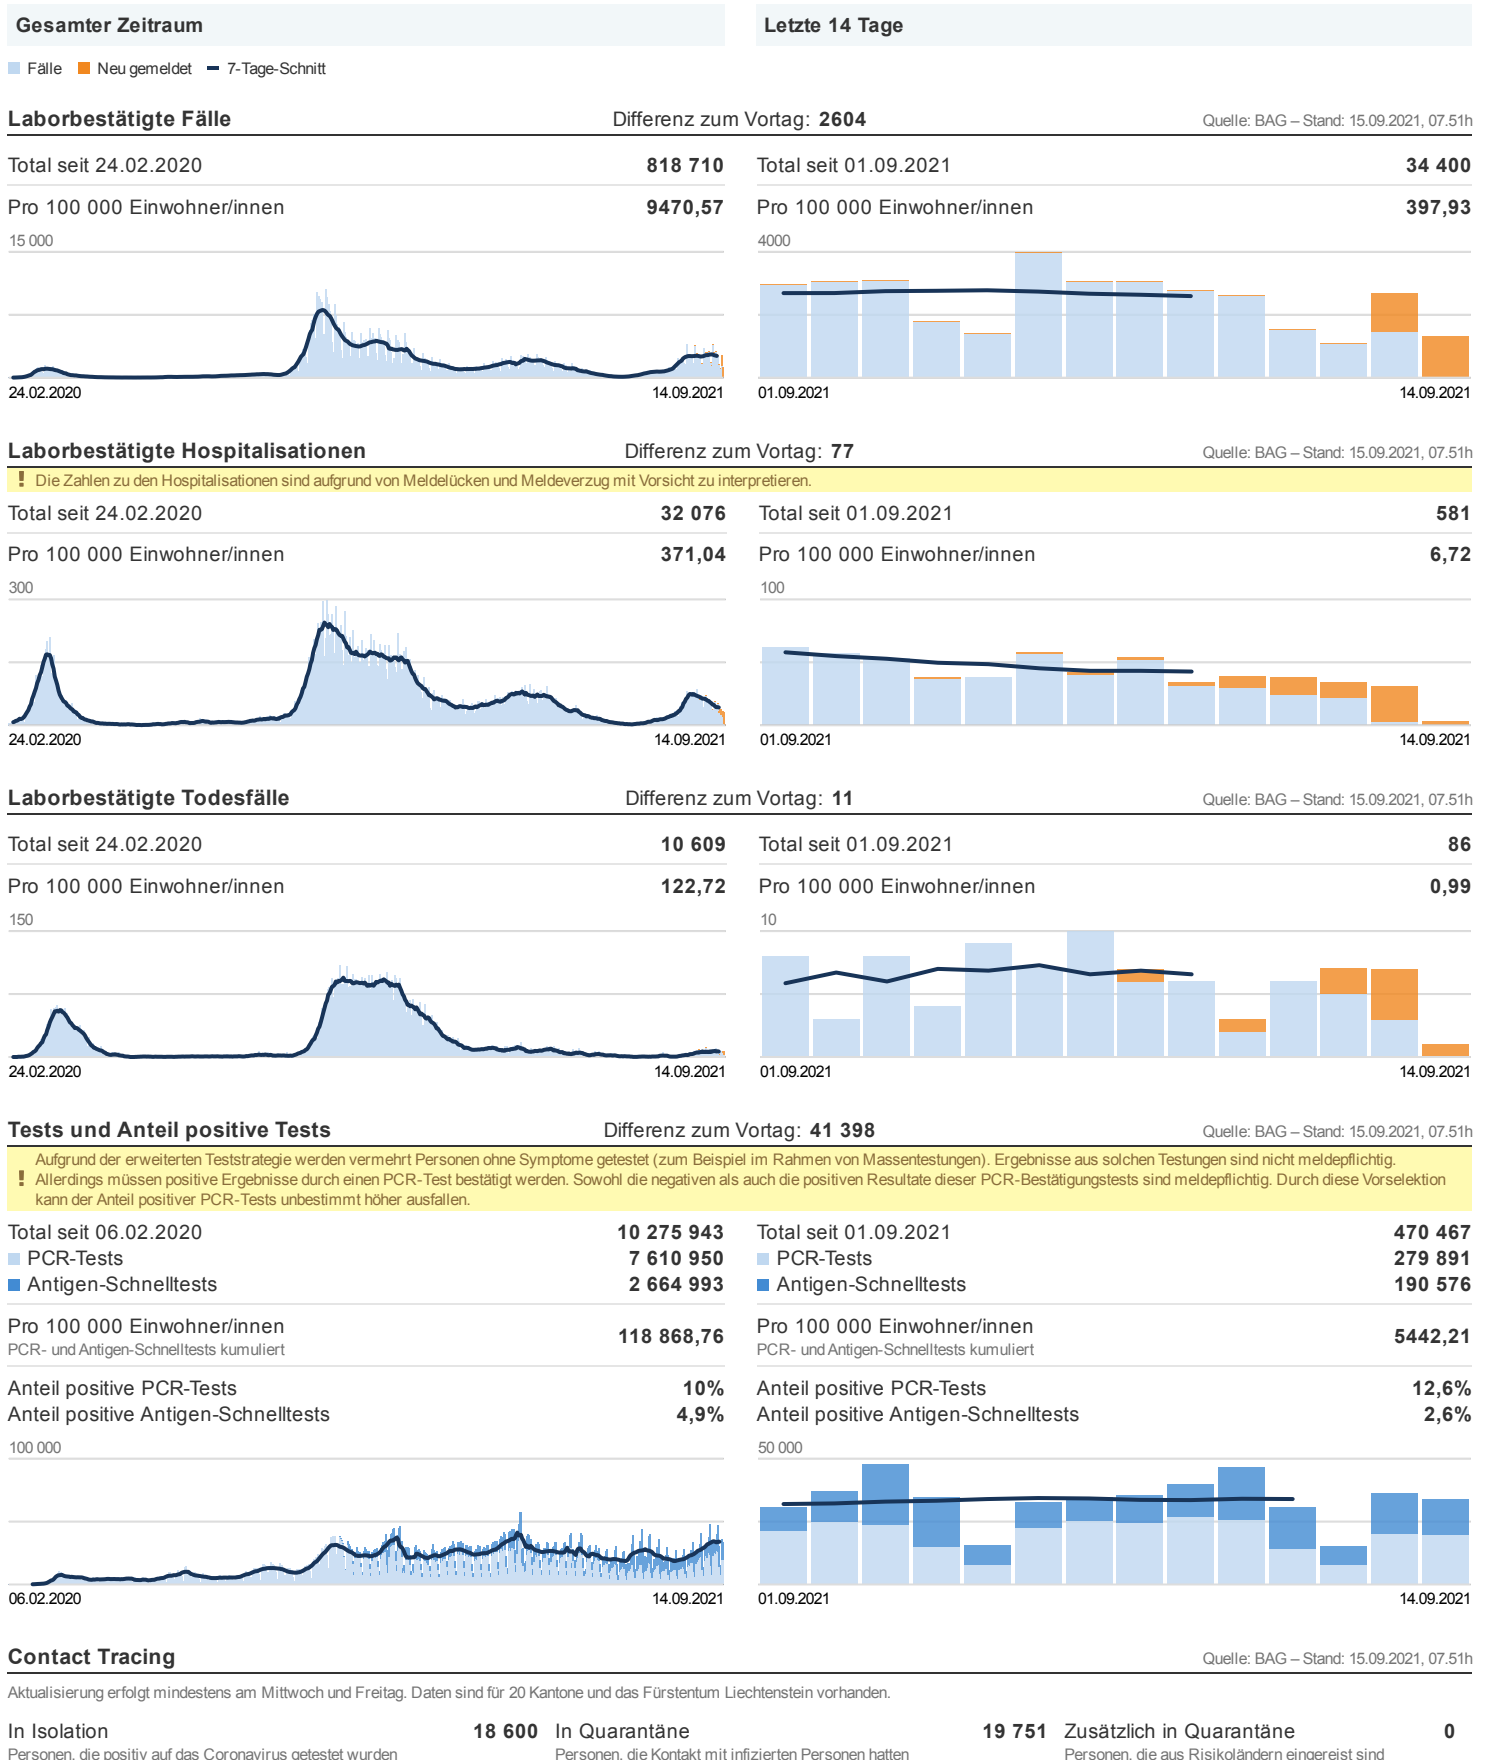 Gesamter Zeitraum
Letzte 14 Tage
Fälle Neu gemeldet 7-Tage-Schnitt
Laborbestätigte Fälle Differenz zum Vortag: 2604 Quelle: BAG – Stand: 15.09.2021, 07.51h
Total seit 24.02.2020 818 710 Total seit 01.09.2021 34 400
Pro 100 000 Einwohner/innen 9470,57 Pro 100 000 Einwohner/innen 397,93
15 000 4000
24.02.2020 14.09.2021 01.09.2021 14.09.2021
Laborbestätigte Hospitalisationen Differenz zum Vortag: 77 Quelle: BAG – Stand: 15.09.2021, 07.51h
! Die Zahlen zu den Hospitalisationen sind aufgrund von Meldelücken und Meldeverzug mit Vorsicht zu interpretieren.
Total seit 24.02.2020 32 076 Total seit 01.09.2021 581
Pro 100 000 Einwohner/innen 371,04 Pro 100 000 Einwohner/innen 6,72
300 100
24.02.2020 14.09.2021 01.09.2021 14.09.2021
Laborbestätigte Todesfälle Differenz zum Vortag: 11 Quelle: BAG – Stand: 15.09.2021, 07.51h
Total seit 24.02.2020 10 609 Total seit 01.09.2021 86
Pro 100 000 Einwohner/innen 122,72 Pro 100 000 Einwohner/innen 0,99
150 10
24.02.2020 14.09.2021 01.09.2021 14.09.2021
Tests und Anteil positive Tests Differenz zum Vortag: 41 398 Quelle: BAG – Stand: 15.09.2021, 07.51h
Aufgrund der erweiterten Teststrategie werden vermehrt Personen ohne Symptome getestet (zum Beispiel im Rahmen von Massentestungen). Ergebnisse aus solchen Testungen sind nicht meldepflichtig.
! Allerdings müssen positive Ergebnisse durch einen PCR-Test bestätigt werden. Sowohl die negativen als auch die positiven Resultate dieser PCR-Bestätigungstests sind meldepflichtig. Durch diese Vorselektion
kann der Anteil positiver PCR-Tests unbestimmt höher ausfallen.
Total seit 06.02.2020 10 275 943 Total seit 01.09.2021 470 467
PCR-Tests 7 610 950 PCR-Tests 279 891
Antigen-Schnelltests 2 664 993 Antigen-Schnelltests 190 576
Pro 100 000 Einwohner/innen 118 868,76 Pro 100 000 Einwohner/innen 5442,21
PCR- und Antigen-Schnelltests kumuliert PCR- und Antigen-Schnelltests kumuliert
Anteil positive PCR-Tests 10% Anteil positive PCR-Tests 12,6%
Anteil positive Antigen-Schnelltests 4,9% Anteil positive Antigen-Schnelltests 2,6%
100 000 50 000
06.02.2020 14.09.2021 01.09.2021 14.09.2021
Contact Tracing Quelle: BAG – Stand: 15.09.2021, 07.51h
Aktualisierung erfolgt mindestens am Mittwoch und Freitag. Daten sind für 20 Kantone und das Fürstentum Liechtenstein vorhanden.
In Isolation 18 600 In Quarantäne 19 751 Zusätzlich in Quarantäne 0
Personen, die positiv auf das Coronavirus getestet wurden Personen, die Kontakt mit infizierten Personen hatten Personen, die aus Risikoländern eingereist sind